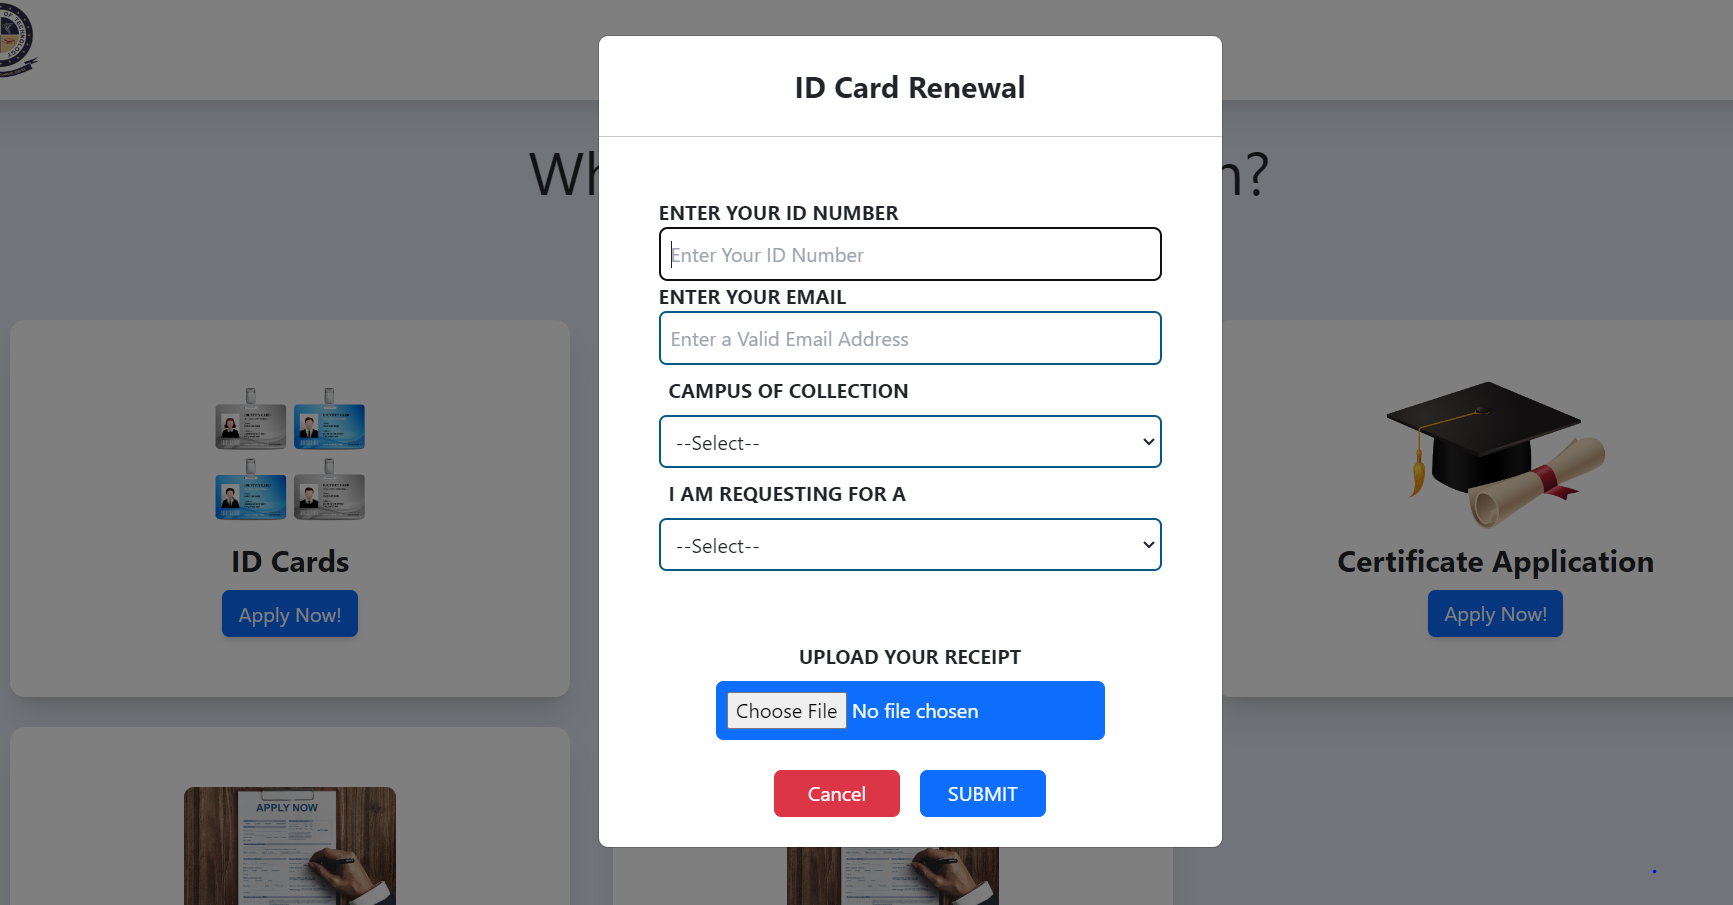 OF TECHNOLOGY
ID Card Renewal
Wh
n?
ENTER YOUR ID NUMBER
Enter Your ID Number
ENTER YOUR EMAIL
Enter a Valid Email Address
CAMPUS OF COLLECTION
--Select--
I AM REQUESTING FOR A
--Select--
ID Cards
Apply Now!
Certificate Application
Apply Now!
UPLOAD YOUR RECEIPT
Choose File No file chosen
Cancel SUBMIT
APPLY NOW